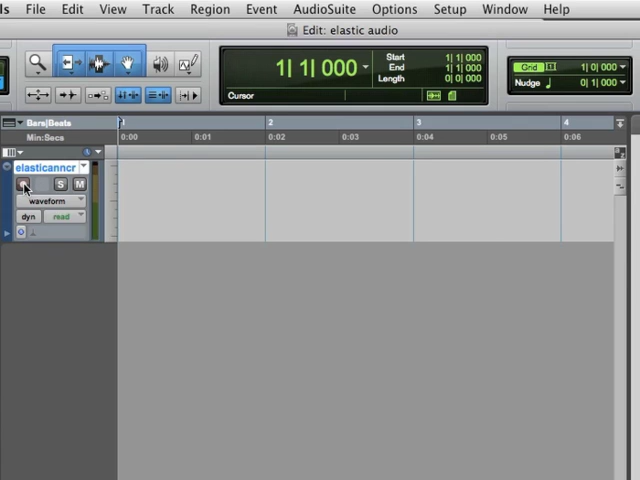 ls File Edit View Track Region Event AudioSuite Options Setup Window Help
Edit: elastic audio
1| 1| 000
Start 1| 1| 000
End 1| 1| 000
Length 0| 0| 000
Cursor
Grid 1| 0| 000
Nudge 0| 1| 000
Bars|Beats 1 2 3 4
Min:Secs 0:00 0:01 0:02 0:03 0:04 0:05 0:06
elasticanncr
S M
waveform
dyn read